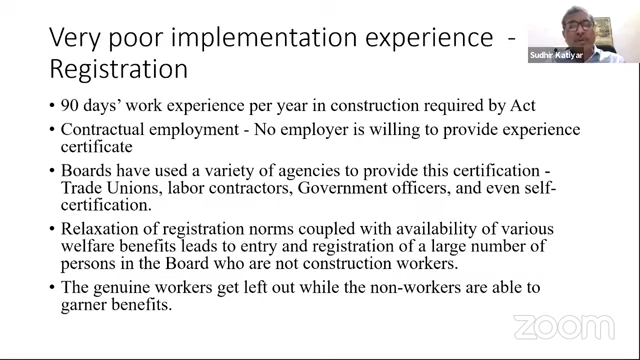 Very poor implementation experience -
Registration
• 90 days' work experience per year in construction required by Act
• Contractual employment - No employer is willing to provide experience
certificate
• Boards have used a variety of agencies to provide this certification -
Trade Unions, labor contractors, Government officers, and even self-
certification.
• Relaxation of registration norms coupled with availability of various
welfare benefits leads to entry and registration of a large number of
persons in the Board who are not construction workers.
• The genuine workers get left out while the non-workers are able to
garner benefits.
Sudhir Katiyar
zoom